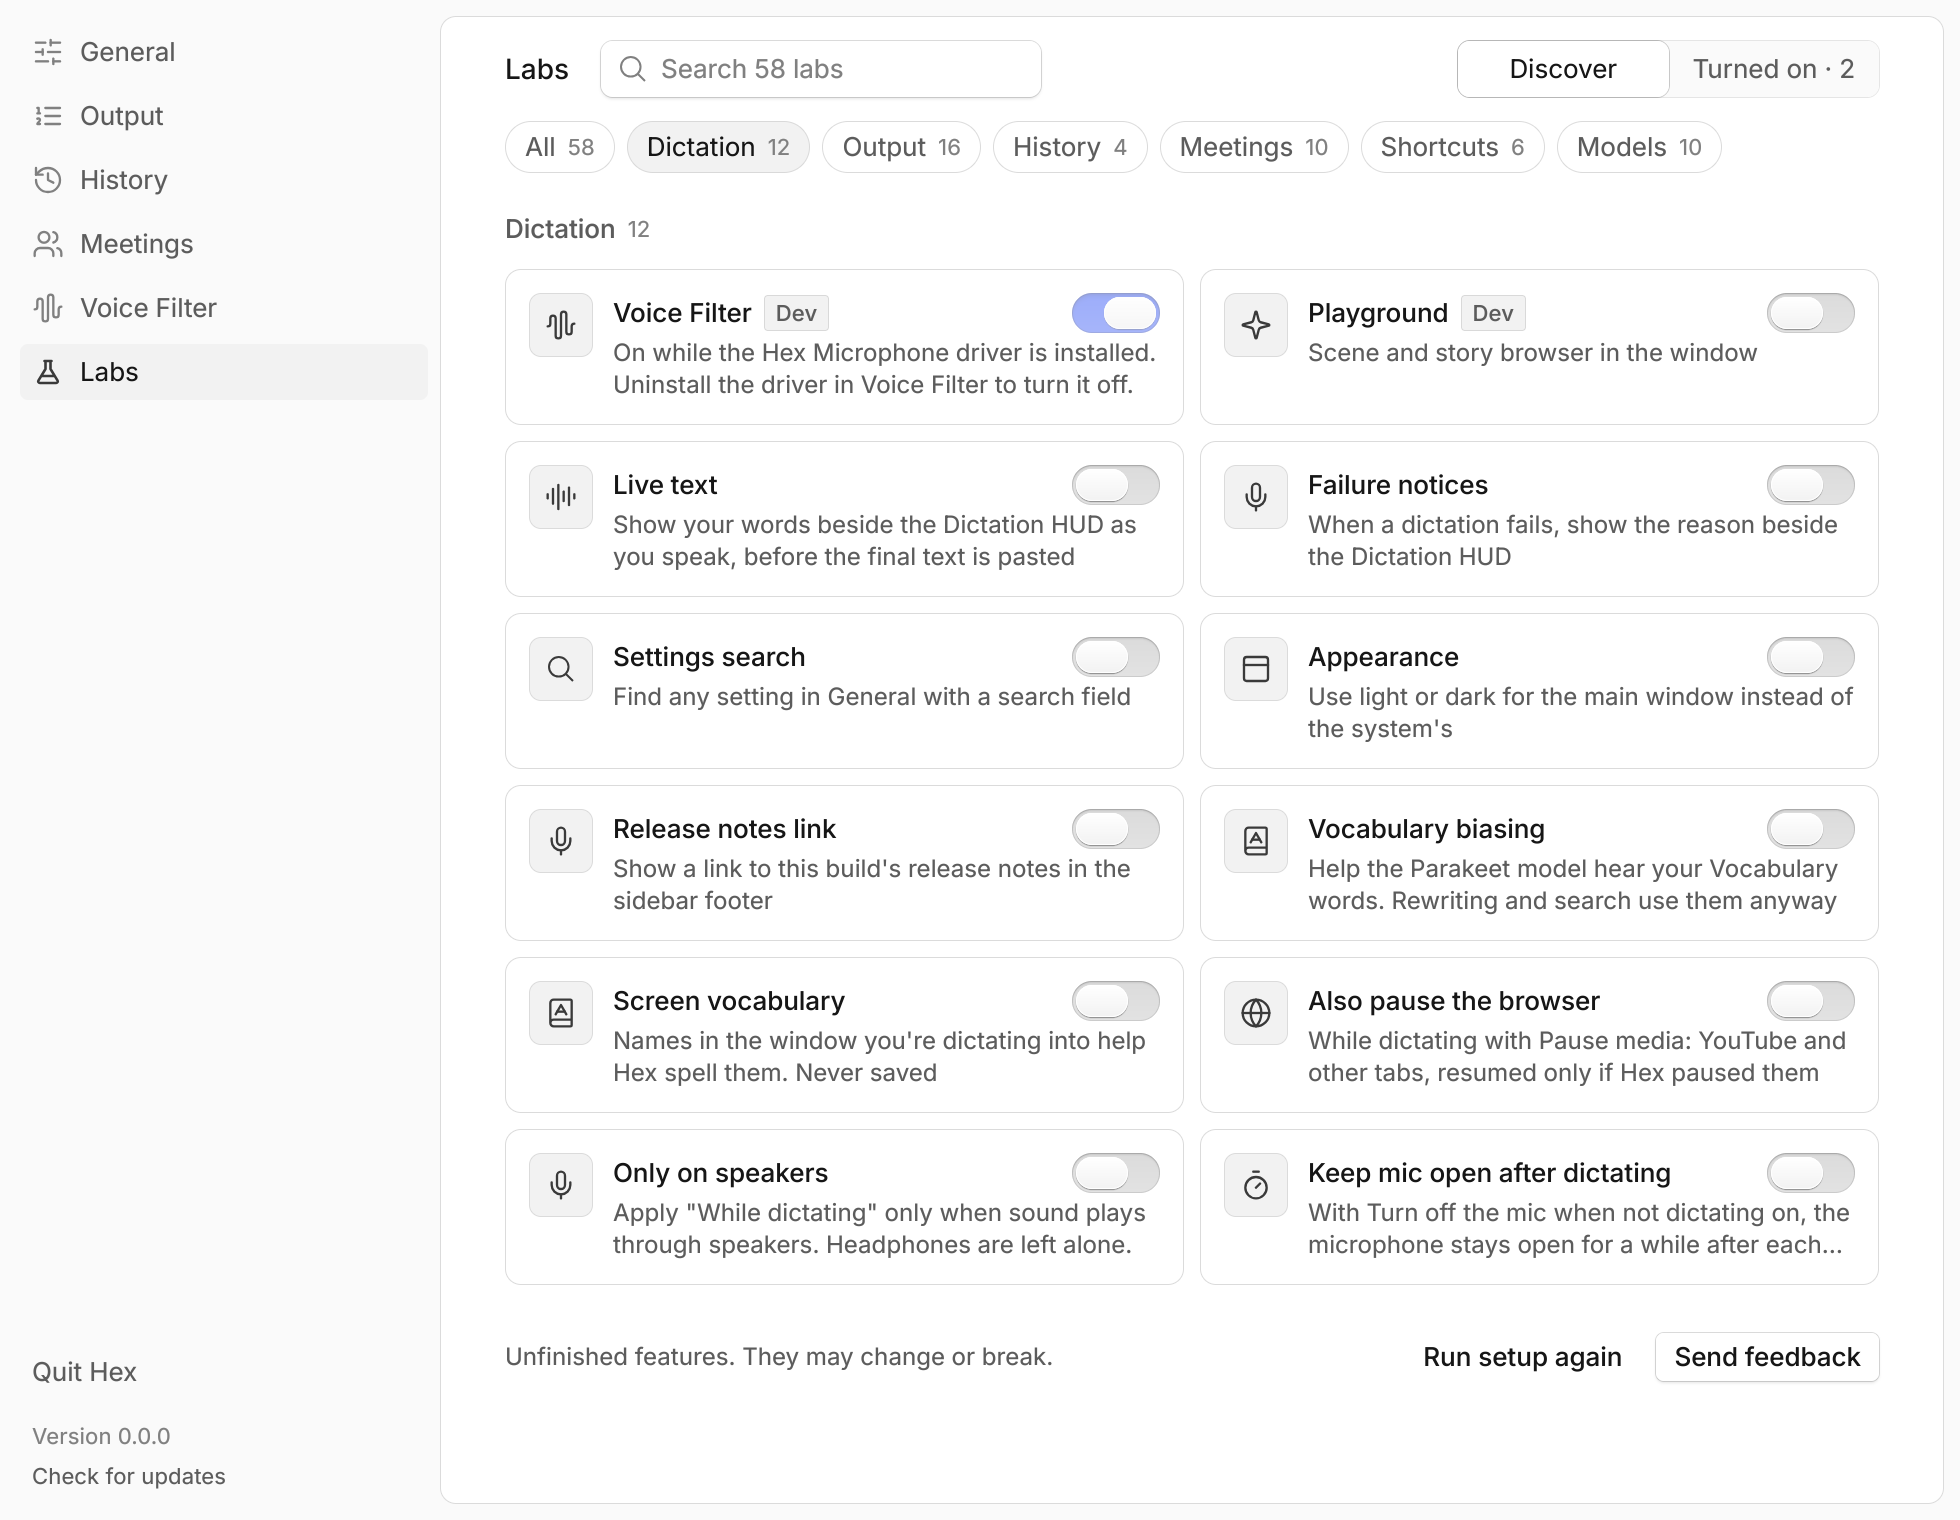 General
Output
History
Meetings
Voice Filter
Labs
Quit Hex
Version 0.0.0
Check for updates
Labs
Search 58 labs
Discover
Turned on · 2
All 58
Dictation 12
Output 16
History 4
Meetings 10
Shortcuts 6
Models 10
Dictation 12
Voice Filter Dev
On while the Hex Microphone driver is installed.
Uninstall the driver in Voice Filter to turn it off.
Playground Dev
Scene and story browser in the window
Live text
Show your words beside the Dictation HUD as
you speak, before the final text is pasted
Failure notices
When a dictation fails, show the reason beside
the Dictation HUD
Settings search
Find any setting in General with a search field
Appearance
Use light or dark for the main window instead of
the system's
Release notes link
Show a link to this build's release notes in the
sidebar footer
Vocabulary biasing
Help the Parakeet model hear your Vocabulary
words. Rewriting and search use them anyway
Screen vocabulary
Names in the window you're dictating into help
Hex spell them. Never saved
Also pause the browser
While dictating with Pause media: YouTube and
other tabs, resumed only if Hex paused them
Only on speakers
Apply "While dictating" only when sound plays
through speakers. Headphones are left alone.
Keep mic open after dictating
With Turn off the mic when not dictating on, the
microphone stays open for a while after each...
Unfinished features. They may change or break.
Run setup again
Send feedback